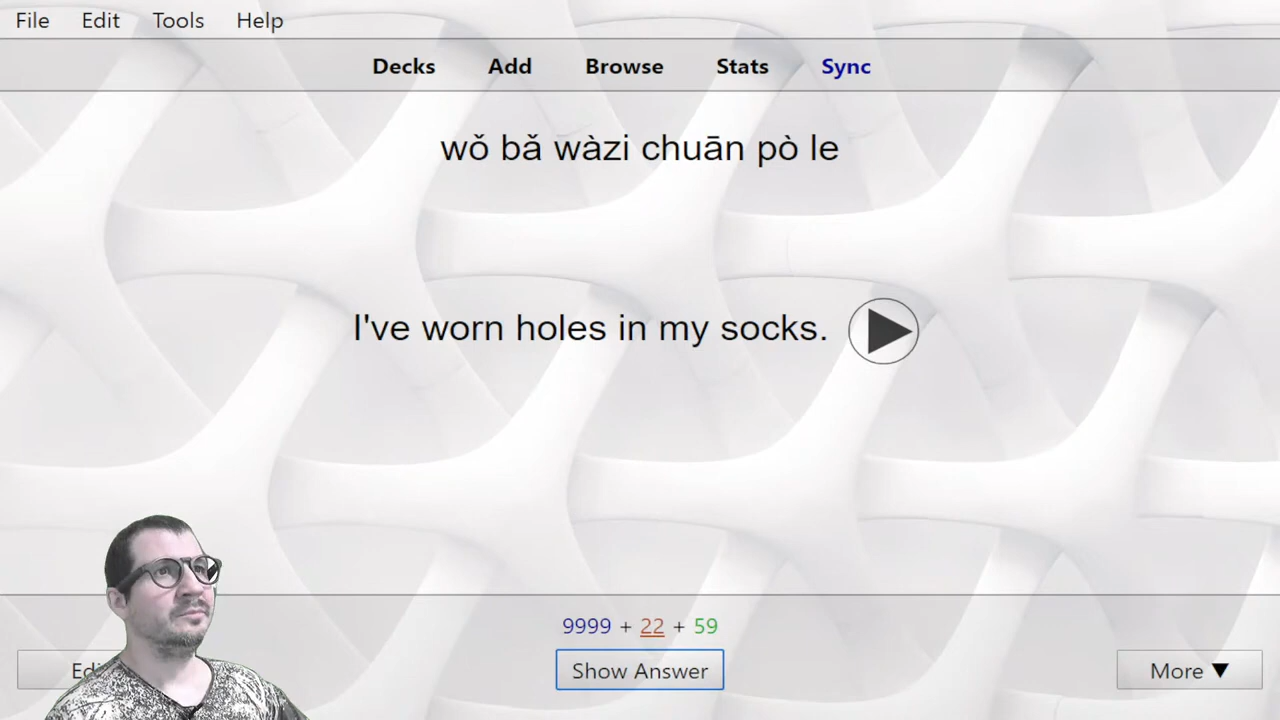 File Edit Tools Help
Decks Add Browse Stats Sync
wǒ bǎ wàzi chuān pò le
I've worn holes in my socks.
9999 + 22 + 59
Show Answer
More ▼